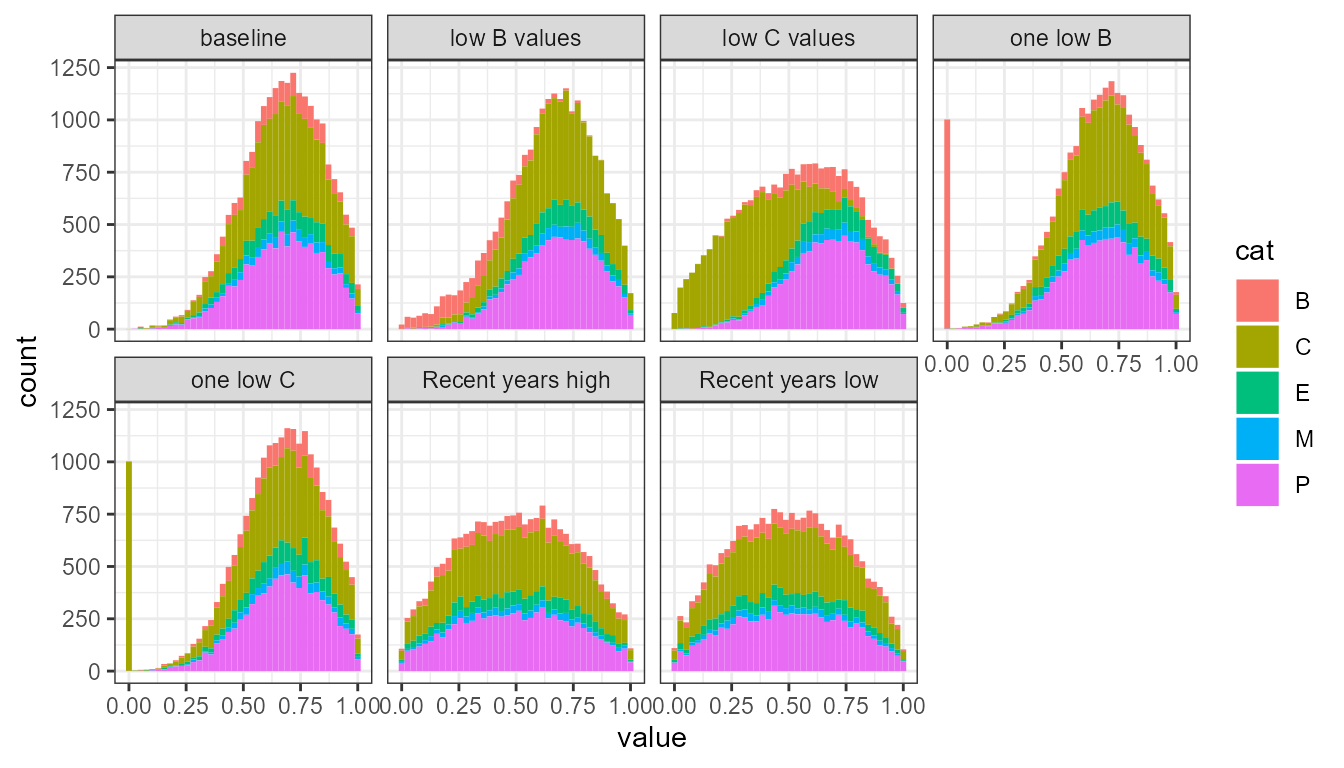 baseline
low B values
low C values
one low B
1250
1000
750
500
250
0
0.00 0.25 0.50 0.75 1.00
one low C
Recent years high
Recent years low
1250
1000
750
500
250
0
0.00 0.25 0.50 0.75 1.00
0.00 0.25 0.50 0.75 1.00
0.00 0.25 0.50 0.75 1.00
value
count
cat
B
C
E
M
P